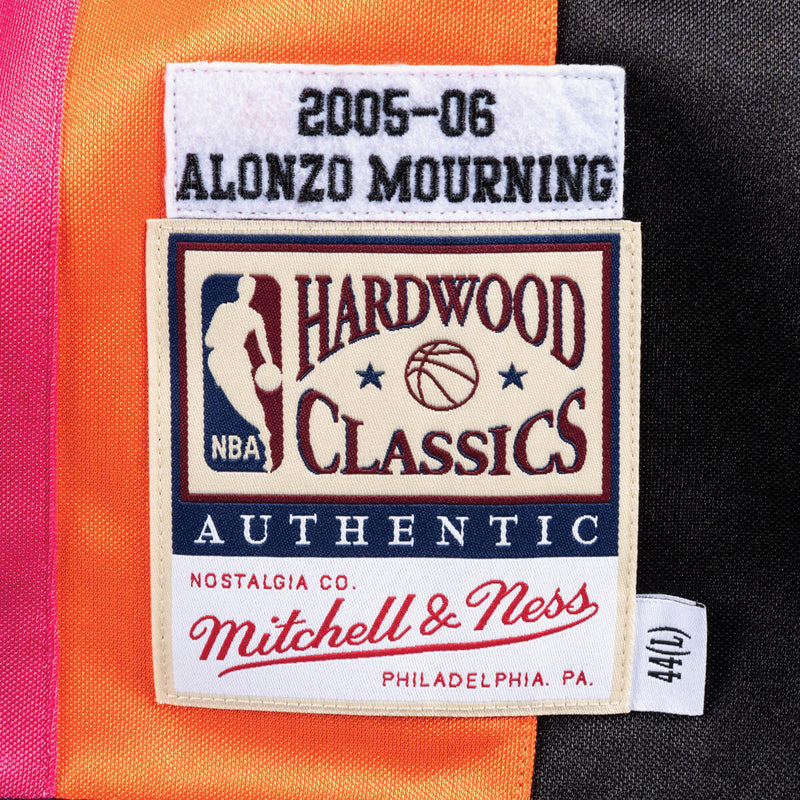 2005-06
ALONZO MOURNING
HARDWOOD
CLASSICS
NBA
AUTHENTIC
NOSTALGIA CO.
Mitchell & Ness
PHILADELPHIA. PA.
44(L)